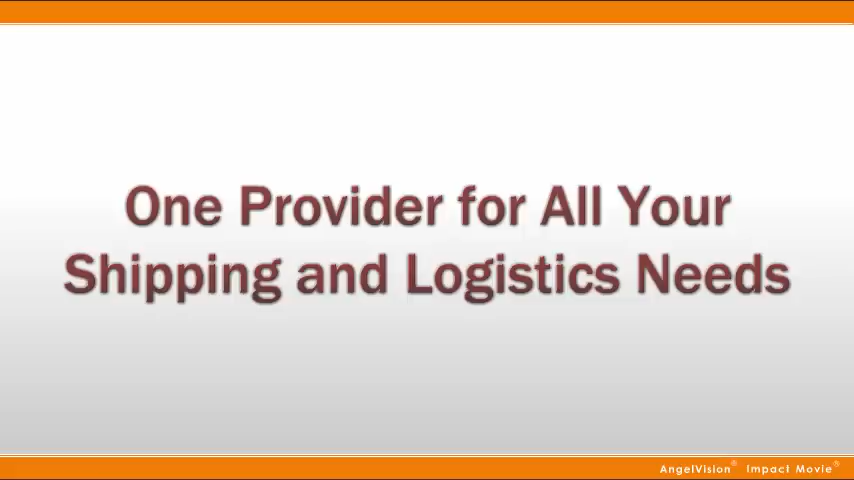 One Provider for All Your
Shipping and Logistics Needs
AngelVision® Impact Movie®